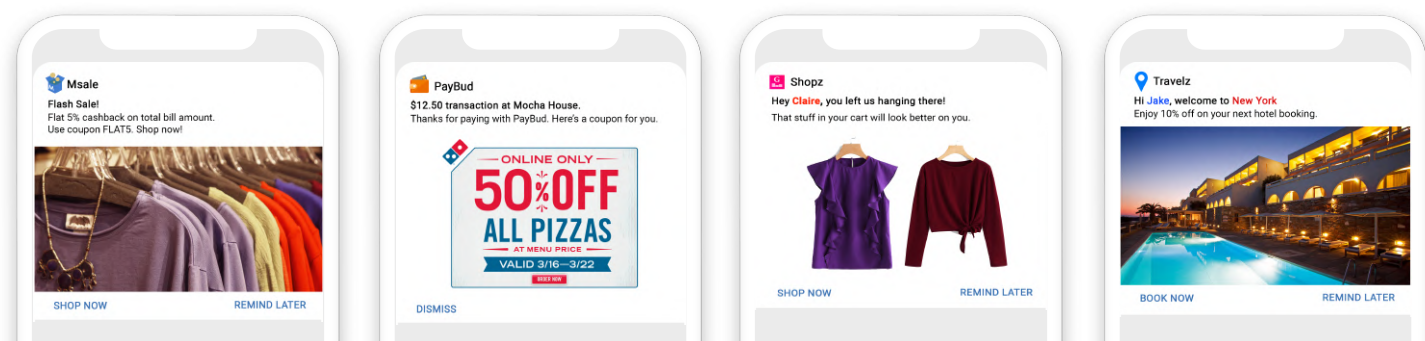 Msale
Flash Sale!
Flat 5% cashback on total bill amount.
Use coupon FLAT5. Shop now!
SHOP NOW
REMIND LATER
PayBud
$12.50 transaction at Mocha House.
Thanks for paying with PayBud. Here's a coupon for you.
ONLINE ONLY
50% OFF
ALL PIZZAS
AT MENU PRICE
VALID 3/16—3/22
ORDER NOW
DISMISS
G
Shopz
Hey Claire, you left us hanging there!
That stuff in your cart will look better on you.
SHOP NOW
REMIND LATER
Travelz
Hi Jake, welcome to New York
Enjoy 10% off on your next hotel booking.
BOOK NOW
REMIND LATER